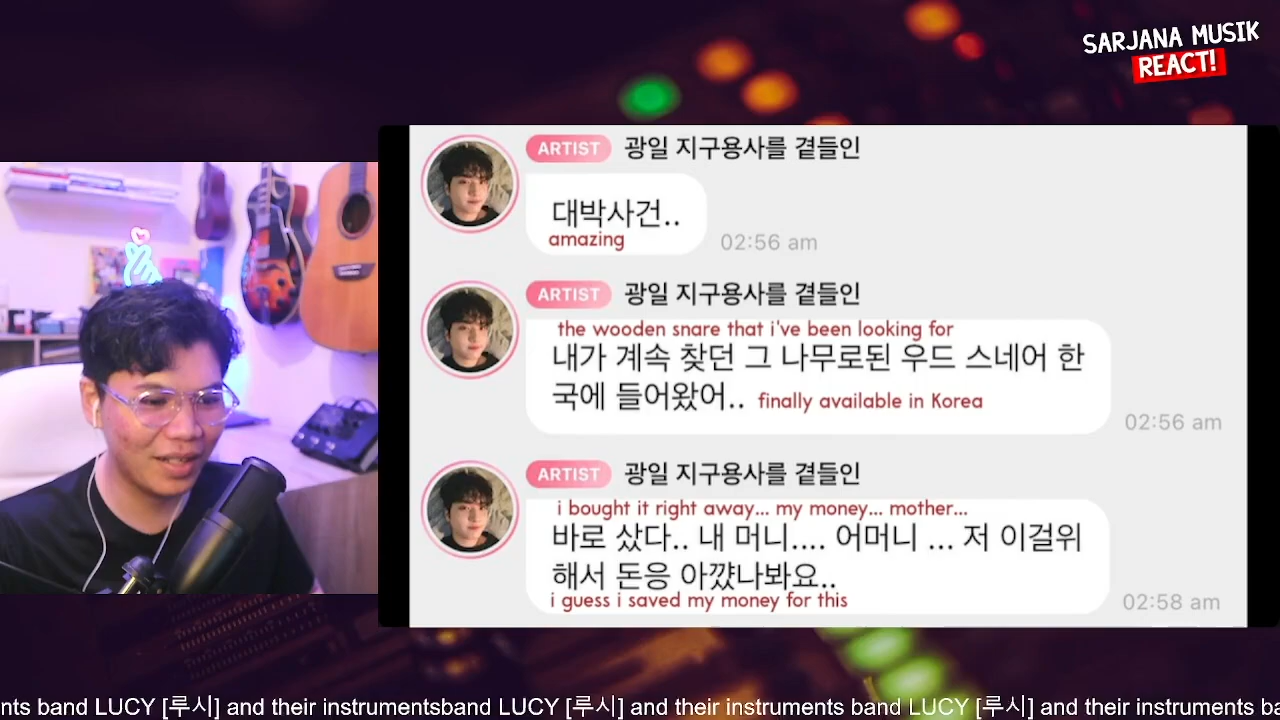 SARJANA MUSIK
REACT!
ARTIST 광일 지구용사를 곁들인
대박사건..
amazing
02:56 am
ARTIST 광일 지구용사를 곁들인
the wooden snare that i've been looking for
내가 계속 찾던 그 나무로된 우드 스네어 한
국에 들어왔어.. finally available in Korea
02:56 am
ARTIST 광일 지구용사를 곁들인
i bought it right away... my money... mother...
바로 샀다.. 내 머니.... 어머니 ... 저 이걸위
해서 돈응 아꼈나봐요..
i guess i saved my money for this
02:58 am
nts band LUCY [루시] and their instrumentsband LUCY [루시] and their instruments band LUCY [루시] and their instruments ba